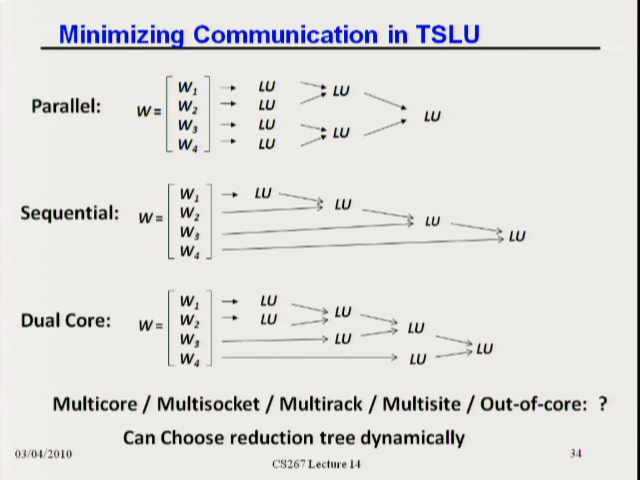 Minimizing Communication in TSLU
Parallel: W = W1 → LU LU
W2 → LU LU
W3 → LU
W4 → LU LU
Sequential: W = W1 → LU LU LU LU
W2
W3
W4
Dual Core: W = W1 → LU LU LU LU
W2 → LU
W3 → LU
W4 → LU
Multicore / Multisocket / Multirack / Multisite / Out-of-core: ?
Can Choose reduction tree dynamically
03/04/2010 CS267 Lecture 14 34